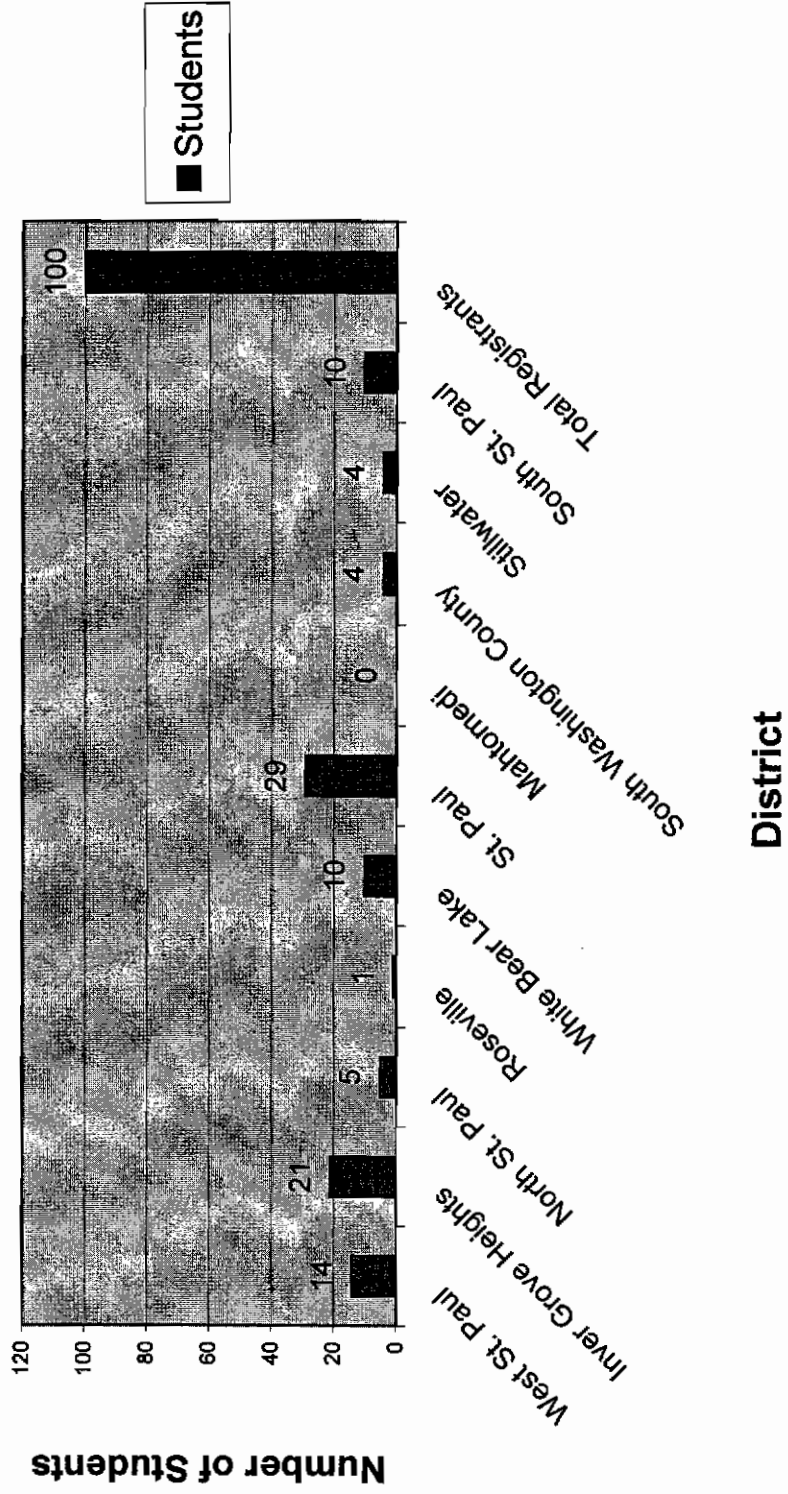 Number of Students
120
100
80
60
40
20
0
14
21
5
1
10
29
0
4
4
10
100
West St. Paul
Inver Grove Heights
North St. Paul
Roseville
White Bear Lake
St. Paul
Mahtomedi
South Washington County
Stillwater
South St. Paul
Total Registrants
District
Students